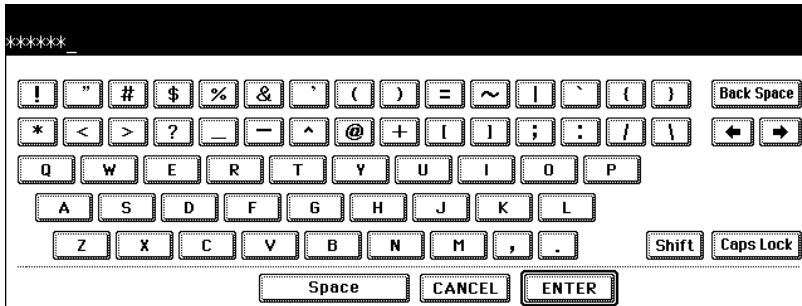 ******_
! " # $ % & ' ( ) = ~ | ` { } Back Space
* < > ? _ - ^ @ + [ ] ; : / \ ← →
Q W E R T Y U I O P
A S D F G H J K L
Z X C V B N M , . Shift Caps Lock
Space CANCEL ENTER